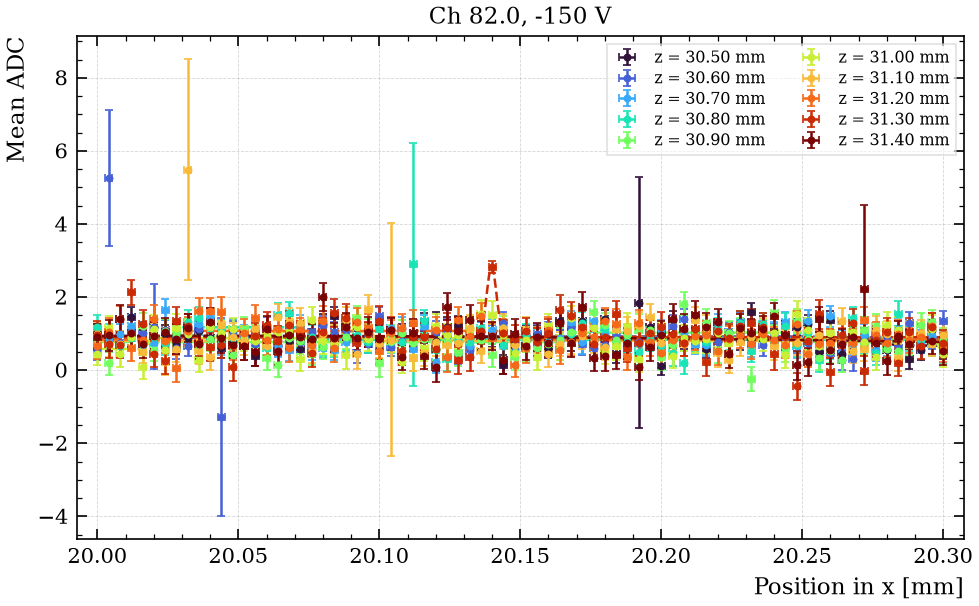 Ch 82.0, -150 V
Mean ADC
8
6
4
2
0
−2
−4
z = 30.50 mm
z = 30.60 mm
z = 30.70 mm
z = 30.80 mm
z = 30.90 mm
z = 31.00 mm
z = 31.10 mm
z = 31.20 mm
z = 31.30 mm
z = 31.40 mm
20.00 20.05 20.10 20.15 20.20 20.25 20.30
Position in x [mm]